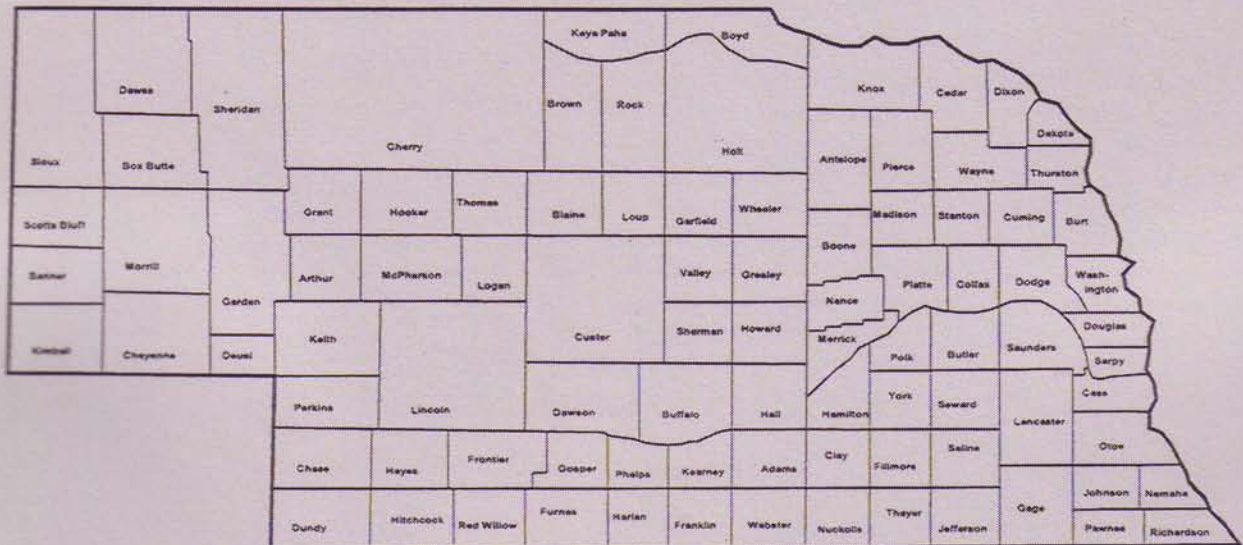 Keya Paha
Boyd
Dawes
Sheridan
Brown
Rock
Knox
Cedar
Dixon
Dakota
Cherry
Holt
Sioux
Box Butte
Antelope
Pierce
Wayne
Thurston
Grant
Hooker
Thomas
Blaine
Loup
Garfield
Wheeler
Madison
Stanton
Cuming
Burt
Scotts Bluff
Boone
Banner
Morrill
Arthur
McPherson
Logan
Valley
Greeley
Platte
Colfax
Dodge
Wash-
ington
Garden
Nance
Kimball
Cheyenne
Deuel
Keith
Custer
Sherman
Howard
Merrick
Polk
Butler
Saunders
Douglas
Sarpy
Perkins
Lincoln
Dawson
Buffalo
Hall
Hamilton
York
Seward
Lancaster
Cass
Otoe
Chase
Hayes
Frontier
Gosper
Phelps
Kearney
Adams
Clay
Fillmore
Saline
Johnson
Nemaha
Dundy
Hitchcock
Red Willow
Furnas
Harlan
Franklin
Webster
Nuckolls
Thayer
Jefferson
Gage
Pawnee
Richardson